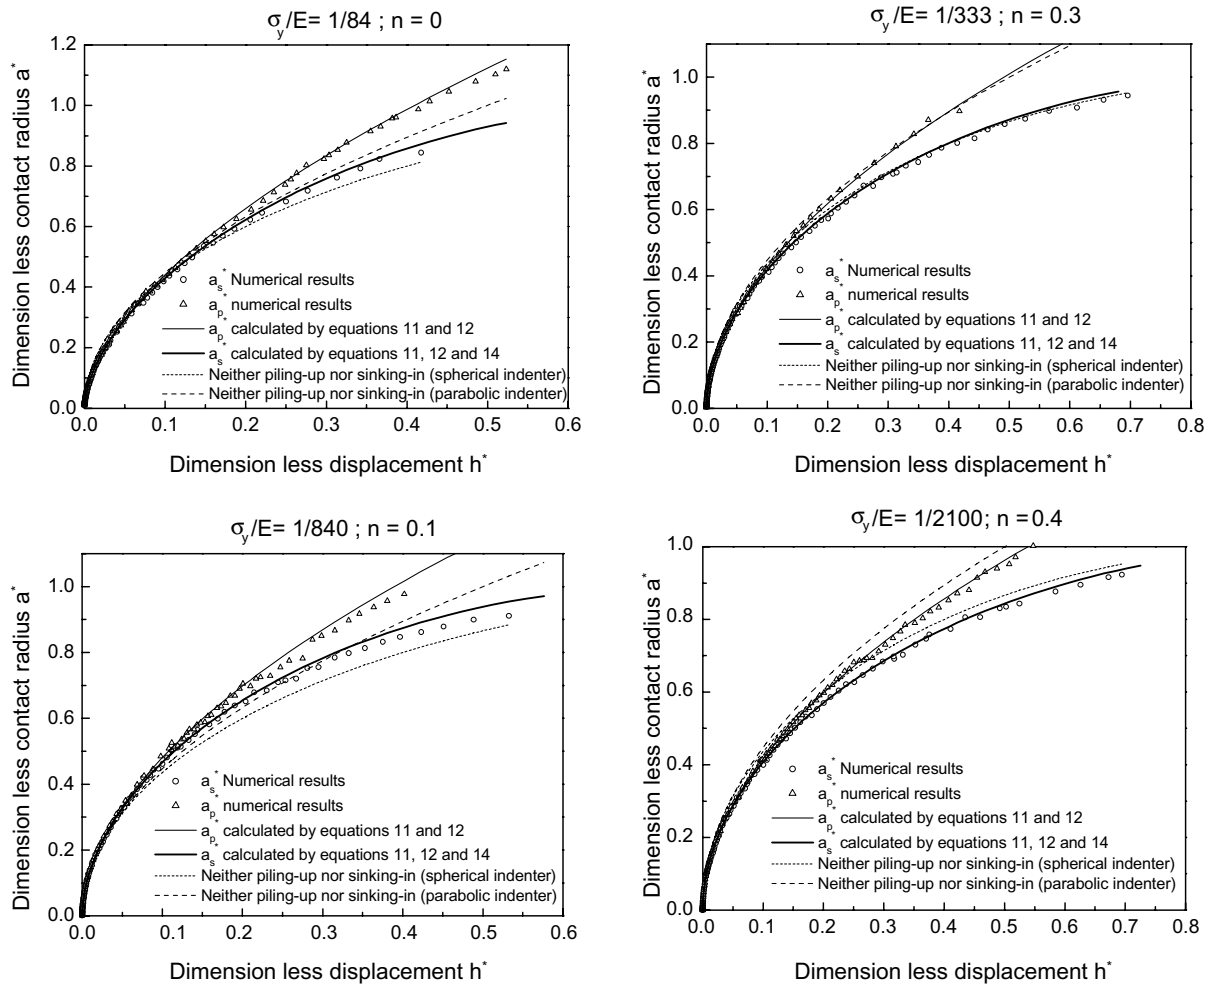 σy/E= 1/84 ; n = 0
Dimension less contact radius a*
1.2
1.0
0.8
0.6
0.4
0.2
0.0
as* Numerical results
ap* numerical results
ap* calculated by equations 11 and 12
as* calculated by equations 11, 12 and 14
Neither piling-up nor sinking-in (spherical indenter)
Neither piling-up nor sinking-in (parabolic indenter)
0.0 0.1 0.2 0.3 0.4 0.5 0.6
Dimension less displacement h*
σy/E= 1/333 ; n = 0.3
Dimension less contact radius a*
1.0
0.8
0.6
0.4
0.2
0.0
as* Numerical results
ap* numerical results
ap* calculated by equations 11 and 12
as* calculated by equations 11, 12 and 14
Neither piling-up nor sinking-in (spherical indenter)
Neither piling-up nor sinking-in (parabolic indenter)
0.0 0.1 0.2 0.3 0.4 0.5 0.6 0.7 0.8
Dimension less displacement h*
σy/E= 1/840 ; n = 0.1
Dimension less contact radius a*
1.0
0.8
0.6
0.4
0.2
0.0
as* Numerical results
ap* numerical results
ap* calculated by equations 11 and 12
as* calculated by equations 11, 12 and 14
Neither piling-up nor sinking-in (spherical indenter)
Neither piling-up nor sinking-in (parabolic indenter)
0.0 0.1 0.2 0.3 0.4 0.5 0.6
Dimension less displacement h*
σy/E= 1/2100; n = 0.4
Dimension less contact radius a*
1.0
0.8
0.6
0.4
0.2
0.0
as* Numerical results
ap* numerical results
ap* calculated by equations 11 and 12
as* calculated by equations 11, 12 and 14
Neither piling-up nor sinking-in (spherical indenter)
Neither piling-up nor sinking-in (parabolic indenter)
0.0 0.1 0.2 0.3 0.4 0.5 0.6 0.7 0.8
Dimension less displacement h*